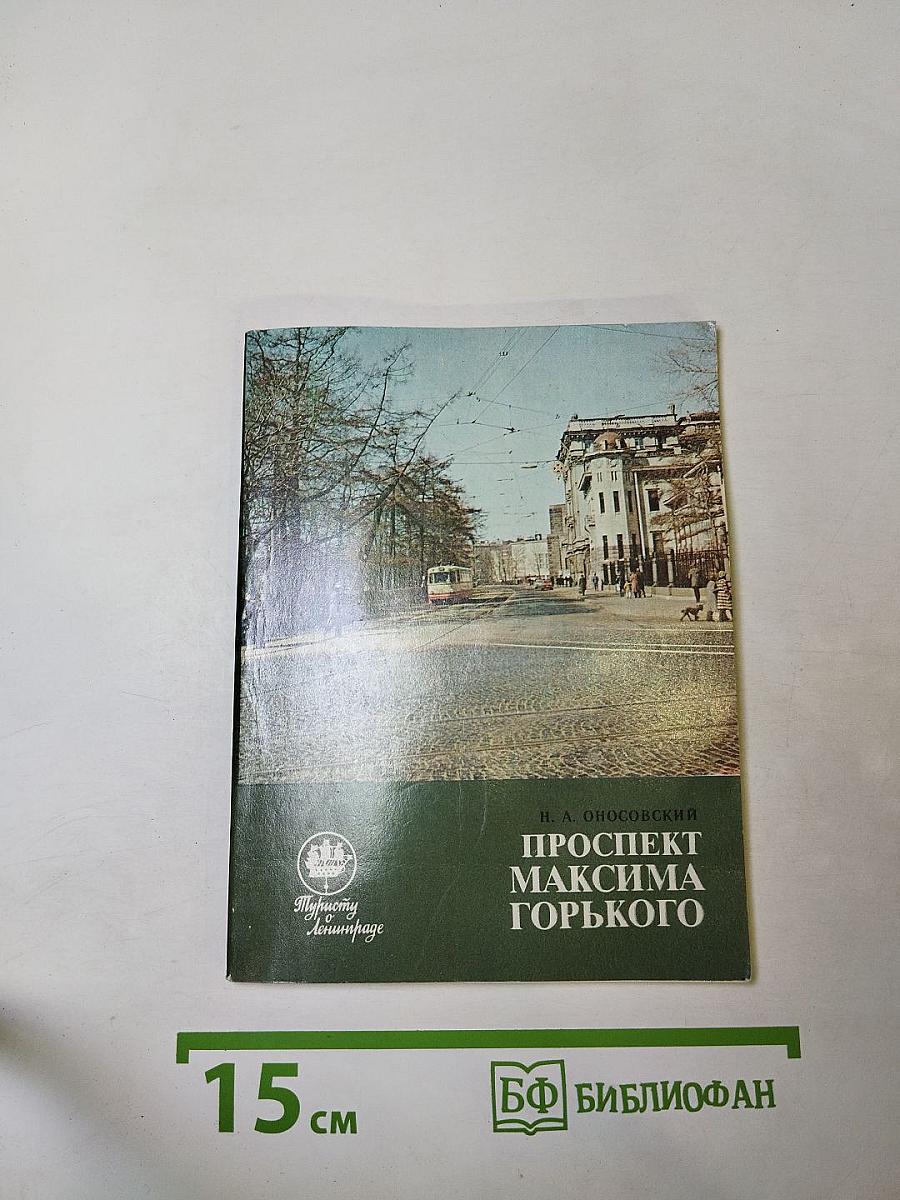 Н. А. ОНОСОВСКИЙ
ПРОСПЕКТ
МАКСИМА
ГОРЬКОГО
Туристу
о
Ленинграде
15 см
БФ БИБЛИОФАН